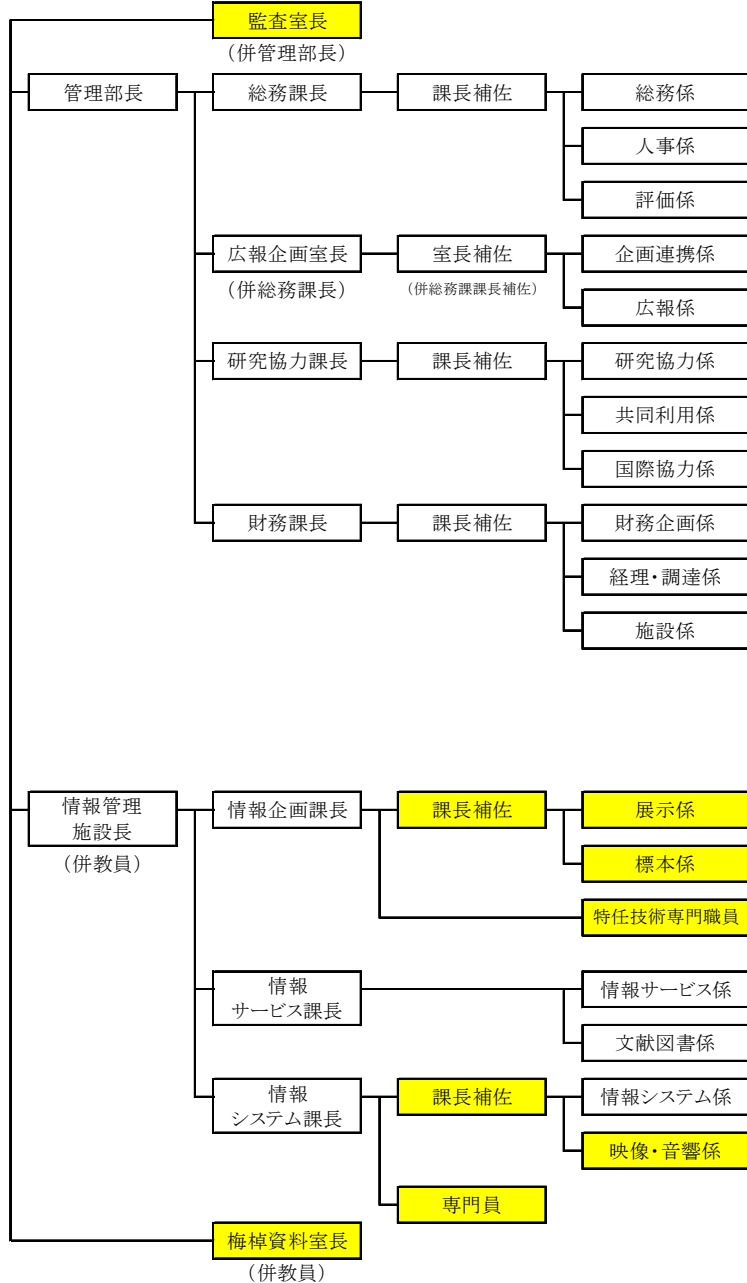 監査室長
（併管理部長）
管理部長
総務課長
課長補佐
総務係
人事係
評価係
広報企画室長
（併総務課長）
室長補佐
（併総務課課長補佐）
企画連携係
広報係
研究協力課長
課長補佐
研究協力係
共同利用係
国際協力係
財務課長
課長補佐
財務企画係
経理・調達係
施設係
情報管理
施設長
（併教員）
情報企画課長
課長補佐
展示係
標本係
特任技術専門職員
情報
サービス課長
情報サービス係
文献図書係
情報
システム課長
課長補佐
情報システム係
映像・音響係
専門員
梅棹資料室長
（併教員）